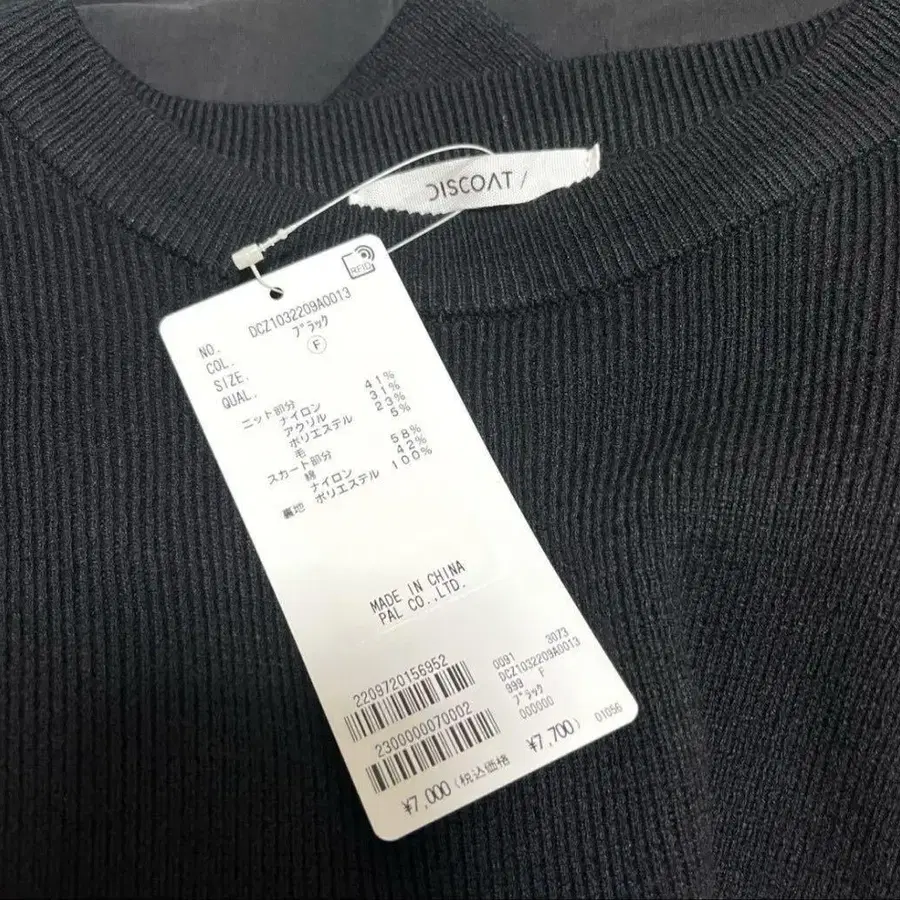 DISCOAT /
RFID
NO. DCZ1032209A0013
COL. ブラック
SIZE. F
QUAL.
ニット部分
ナイロン 41%
アクリル 31%
ポリエステル 23%
毛 5%
スカート部分
綿 58%
ナイロン 42%
裏地 ポリエステル 100%
MADE IN CHINA
PAL CO.,LTD.
2209720156952
2300000070002
0091 3073
DCZ1032209A0013
999 F
ブラック
000000
01056
¥7,000 (税込価格 ¥7,700)